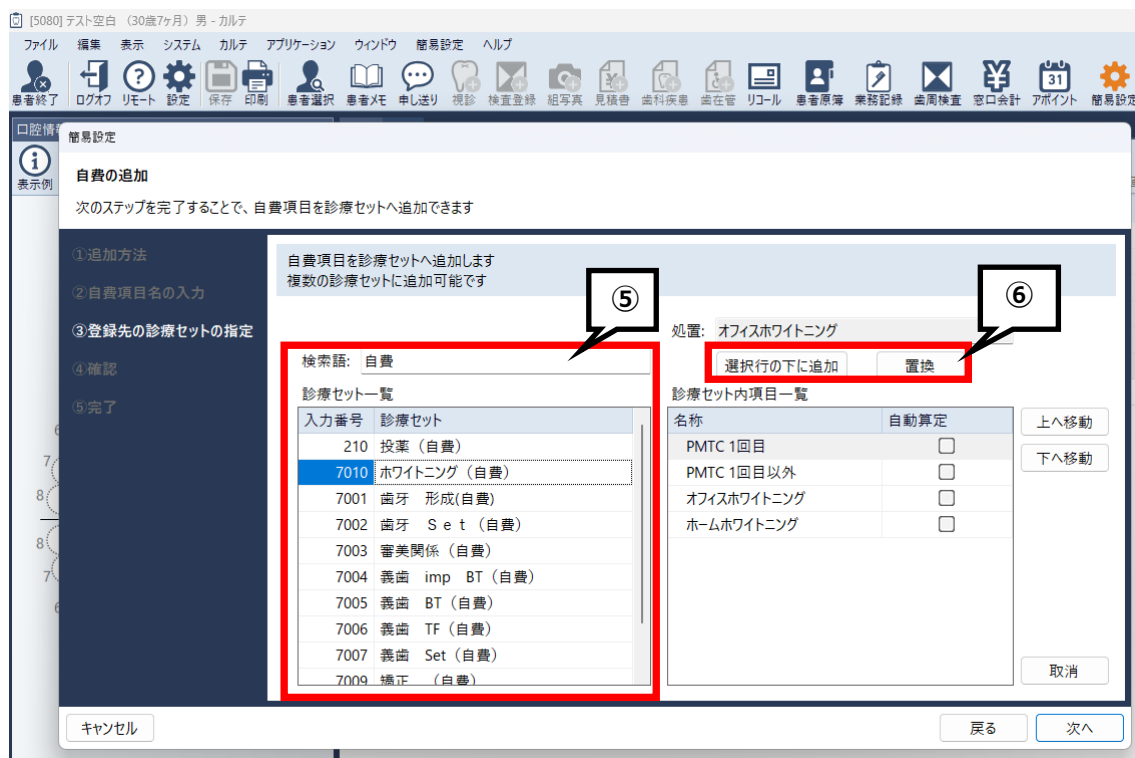 [5080] テスト空白 （30歳7ヶ月）男 - カルテ
ファイル 編集 表示 システム カルテ アプリケーション ウィンドウ 簡易設定 ヘルプ
患者終了 ログオフ リモート 設定 保存 印刷 患者選択 患者メモ 申し送り 視診 検査登録 組写真 見積書 歯科疾患 歯在管 リコール 患者原簿 業務記録 歯周検査 窓口会計 アポイント 簡易設定
31
口腔情
簡易設定
表示例
自費の追加
次のステップを完了することで、自費項目を診療セットへ追加できます
①追加方法
②自費項目名の入力
③登録先の診療セットの指定
④確認
⑤完了
自費項目を診療セットへ追加します
複数の診療セットに追加可能です
⑤
⑥
処置: オフィスホワイトニング
検索語: 自費
選択行の下に追加 置換
診療セット一覧
入力番号 診療セット
210 投薬（自費）
7010 ホワイトニング（自費）
7001 歯牙 形成(自費)
7002 歯牙 Ｓｅｔ（自費）
7003 審美関係（自費）
7004 義歯 imp BT（自費）
7005 義歯 BT（自費）
7006 義歯 TF（自費）
7007 義歯 Set（自費）
7009 矯正 （自費）
診療セット内項目一覧
名称 自動算定
PMTC 1回目
PMTC 1回目以外
オフィスホワイトニング
ホームホワイトニング
上へ移動
下へ移動
取消
6
7
8
8
7
6
キャンセル 戻る 次へ